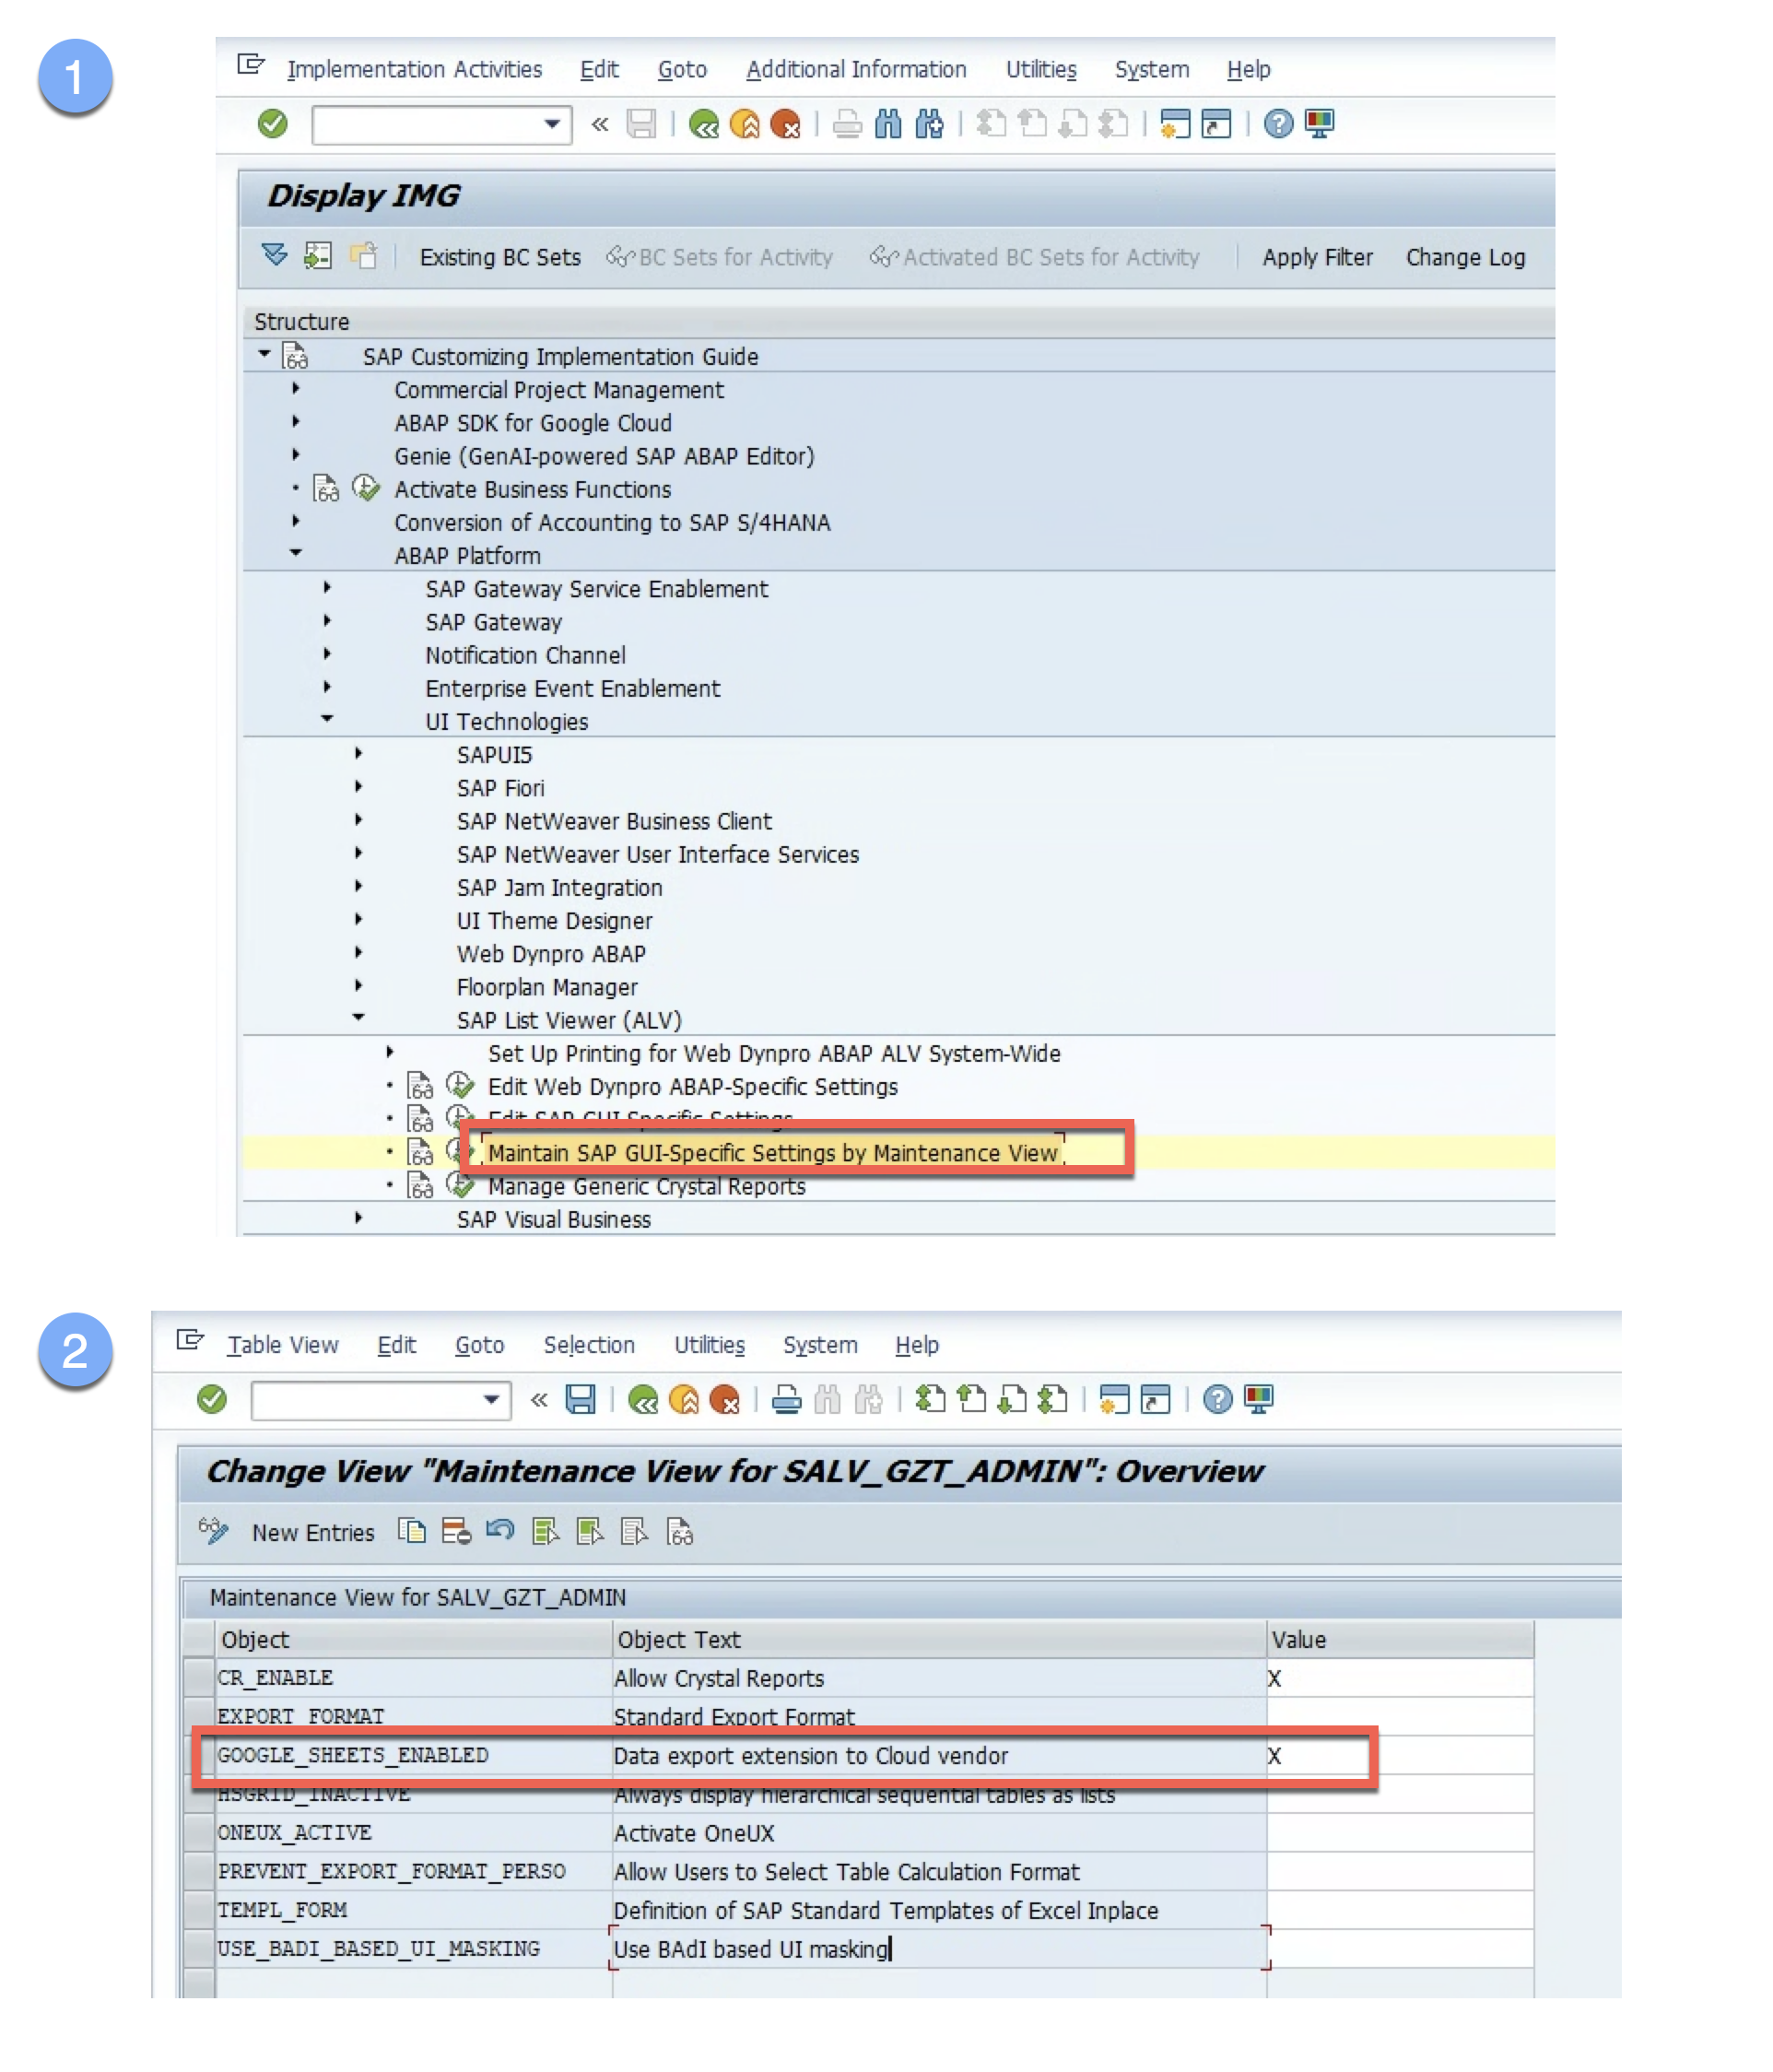 1
Implementation Activities Edit Goto Additional Information Utilities System Help
Display IMG
Existing BC Sets BC Sets for Activity Activated BC Sets for Activity Apply Filter Change Log
Structure
SAP Customizing Implementation Guide
Commercial Project Management
ABAP SDK for Google Cloud
Genie (GenAI-powered SAP ABAP Editor)
Activate Business Functions
Conversion of Accounting to SAP S/4HANA
ABAP Platform
SAP Gateway Service Enablement
SAP Gateway
Notification Channel
Enterprise Event Enablement
UI Technologies
SAPUI5
SAP Fiori
SAP NetWeaver Business Client
SAP NetWeaver User Interface Services
SAP Jam Integration
UI Theme Designer
Web Dynpro ABAP
Floorplan Manager
SAP List Viewer (ALV)
Set Up Printing for Web Dynpro ABAP ALV System-Wide
Edit Web Dynpro ABAP-Specific Settings
Edit SAP GUI-Specific Settings
Maintain SAP GUI-Specific Settings by Maintenance View
Manage Generic Crystal Reports
SAP Visual Business
2
Table View Edit Goto Selection Utilities System Help
Change View "Maintenance View for SALV_GZT_ADMIN": Overview
New Entries
Maintenance View for SALV_GZT_ADMIN
Object Object Text Value
CR_ENABLE Allow Crystal Reports X
EXPORT_FORMAT Standard Export Format
GOOGLE_SHEETS_ENABLED Data export extension to Cloud vendor X
HSGRID_INACTIVE Always display hierarchical sequential tables as lists
ONEUX_ACTIVE Activate OneUX
PREVENT_EXPORT_FORMAT_PERSO Allow Users to Select Table Calculation Format
TEMPL_FORM Definition of SAP Standard Templates of Excel Inplace
USE_BADI_BASED_UI_MASKING Use BAdI based UI masking